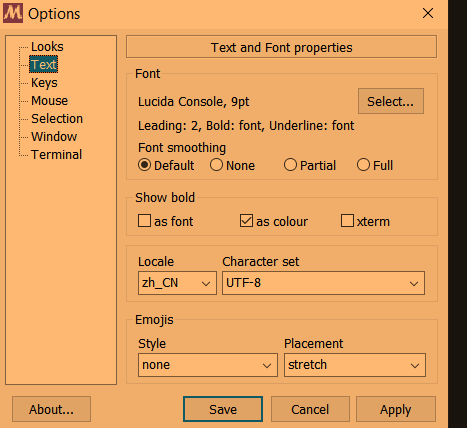 Options
Looks
Text
Keys
Mouse
Selection
Window
Terminal
Text and Font properties
Font
Lucida Console, 9pt
Select...
Leading: 2, Bold: font, Underline: font
Font smoothing
Default None Partial Full
Show bold
as font as colour xterm
Locale Character set
zh_CN UTF-8
Emojis
Style Placement
none stretch
About... Save Cancel Apply